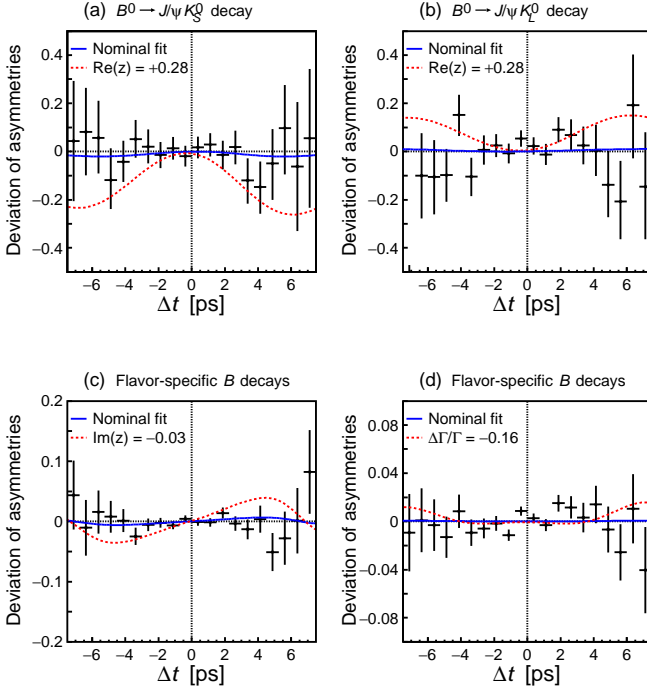 (a) B⁰ → J/ψ K⁰_S decay
Nominal fit
Re(z) = +0.28
Deviation of asymmetries
0.4
0.2
0
−0.2
−0.4
−6 −4 −2 0 2 4 6
Δt [ps]
(b) B⁰ → J/ψ K⁰_L decay
Nominal fit
Re(z) = +0.28
Deviation of asymmetries
0.4
0.2
0
−0.2
−0.4
−6 −4 −2 0 2 4 6
Δt [ps]
(c) Flavor-specific B decays
Nominal fit
Im(z) = −0.03
Deviation of asymmetries
0.2
0.1
0
−0.1
−0.2
−6 −4 −2 0 2 4 6
Δt [ps]
(d) Flavor-specific B decays
Nominal fit
ΔΓ/Γ = −0.16
Deviation of asymmetries
0.08
0.04
0
−0.04
−0.08
−6 −4 −2 0 2 4 6
Δt [ps]